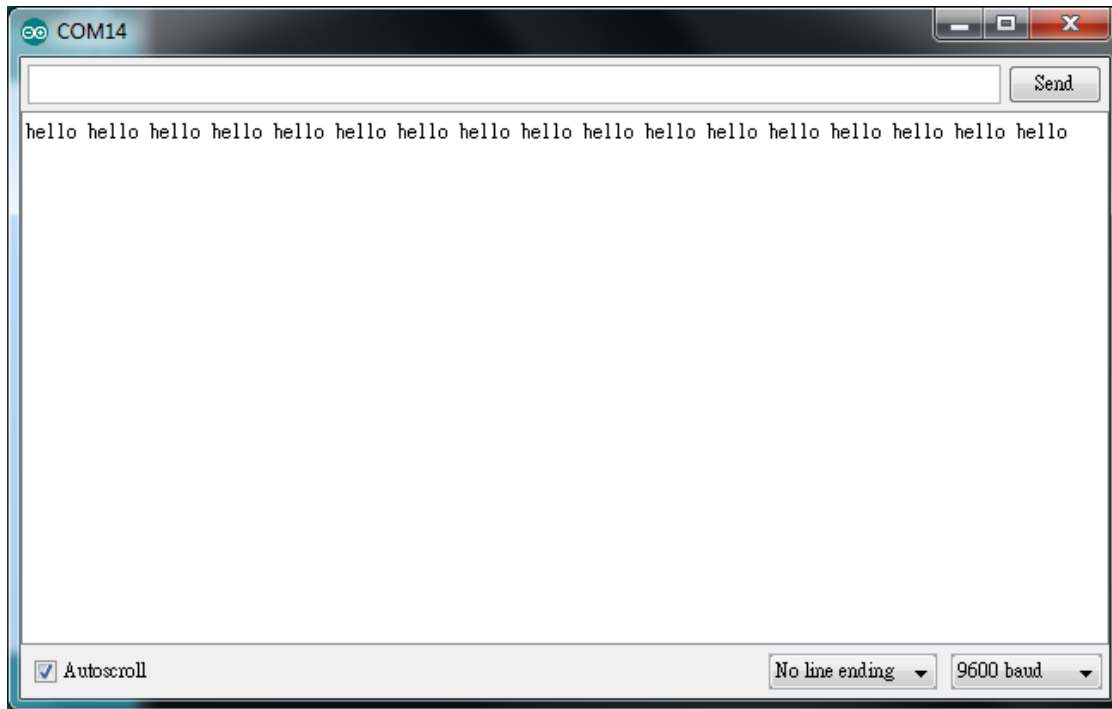 COM14
Send
hello hello hello hello hello hello hello hello hello hello hello hello hello hello hello hello hello
Autoscroll
No line ending
9600 baud